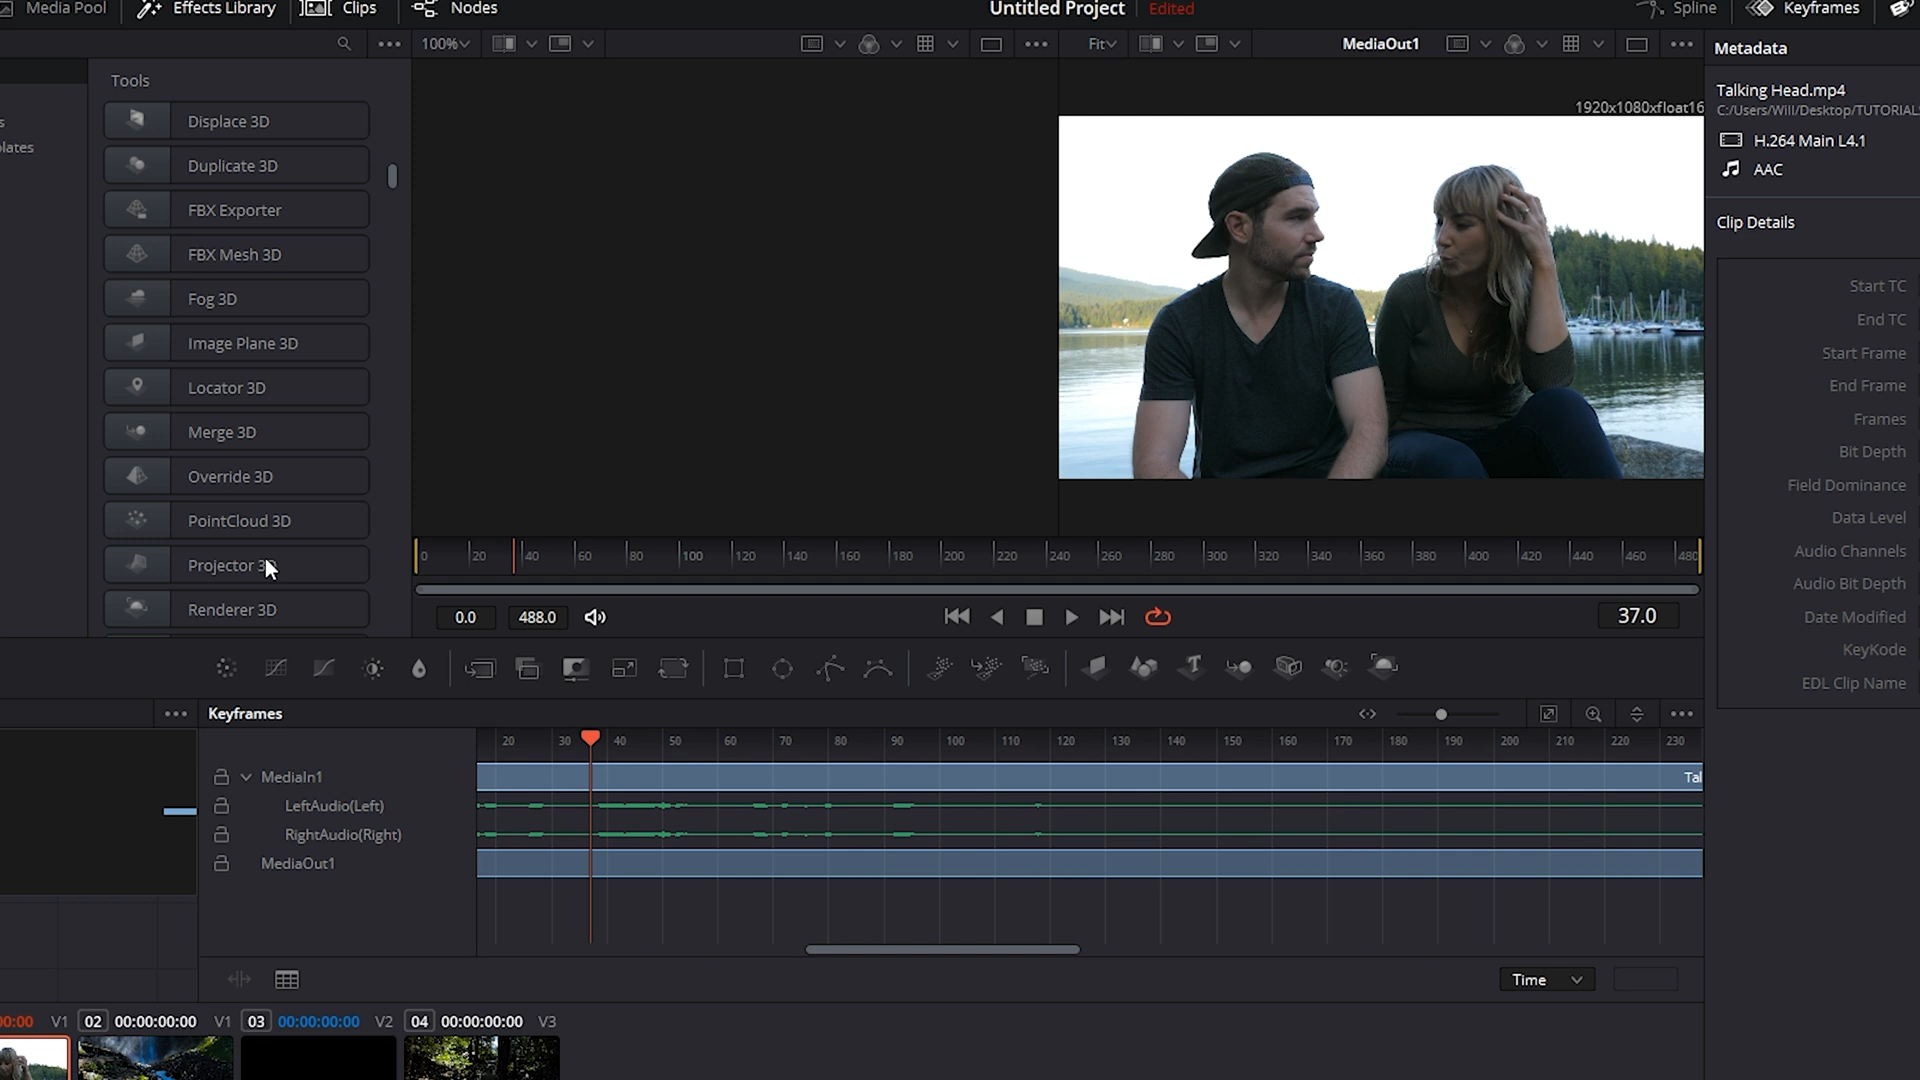 Media Pool
Effects Library
Clips
Nodes
Untitled Project
Edited
Spline
Keyframes
100%
Fit
MediaOut1
Metadata
Tools
Displace 3D
Duplicate 3D
FBX Exporter
FBX Mesh 3D
Fog 3D
Image Plane 3D
Locator 3D
Merge 3D
Override 3D
PointCloud 3D
Projector 3D
Renderer 3D
s
plates
1920x1080xfloat16
Talking Head.mp4
C:/Users/Will/Desktop/TUTORIALS
H.264 Main L4.1
AAC
Clip Details
Start TC
End TC
Start Frame
End Frame
Frames
Bit Depth
Field Dominance
Data Level
Audio Channels
Audio Bit Depth
Date Modified
KeyKode
EDL Clip Name
0 20 40 60 80 100 120 140 160 180 200 220 240 260 280 300 320 340 360 380 400 420 440 460 480
0.0
488.0
37.0
Keyframes
20 30 40 50 60 70 80 90 100 110 120 130 140 150 160 170 180 190 200 210 220 230
MediaIn1
Tal
LeftAudio(Left)
RightAudio(Right)
MediaOut1
Time
00:00 V1 02 00:00:00:00 V1 03 00:00:00:00 V2 04 00:00:00:00 V3